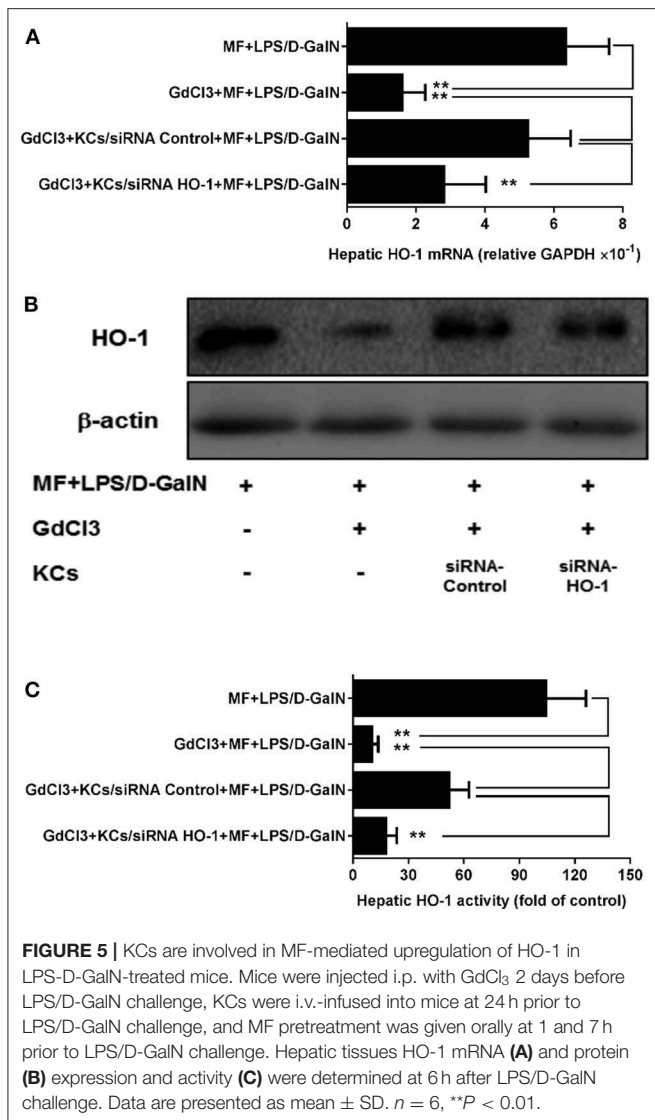 A
MF+LPS/D-GalN
GdCl3+MF+LPS/D-GalN
**
**
GdCl3+KCs/siRNA Control+MF+LPS/D-GalN
GdCl3+KCs/siRNA HO-1+MF+LPS/D-GalN
**
0 2 4 6 8
Hepatic HO-1 mRNA (relative GAPDH ×10⁻¹)
B
HO-1
β-actin
MF+LPS/D-GalN + + + +
GdCl3 - + + +
KCs - - siRNA-Control siRNA-HO-1
C
MF+LPS/D-GalN
GdCl3+MF+LPS/D-GalN
**
**
GdCl3+KCs/siRNA Control+MF+LPS/D-GalN
GdCl3+KCs/siRNA HO-1+MF+LPS/D-GalN
**
0 30 60 90 120 150
Hepatic HO-1 activity (fold of control)
FIGURE 5 | KCs are involved in MF-mediated upregulation of HO-1 in
LPS-D-GalN-treated mice. Mice were injected i.p. with GdCl₃ 2 days before
LPS/D-GalN challenge, KCs were i.v.-infused into mice at 24 h prior to
LPS/D-GalN challenge, and MF pretreatment was given orally at 1 and 7 h
prior to LPS/D-GalN challenge. Hepatic tissues HO-1 mRNA (A) and protein
(B) expression and activity (C) were determined at 6 h after LPS/D-GalN
challenge. Data are presented as mean ± SD. n = 6, **P < 0.01.